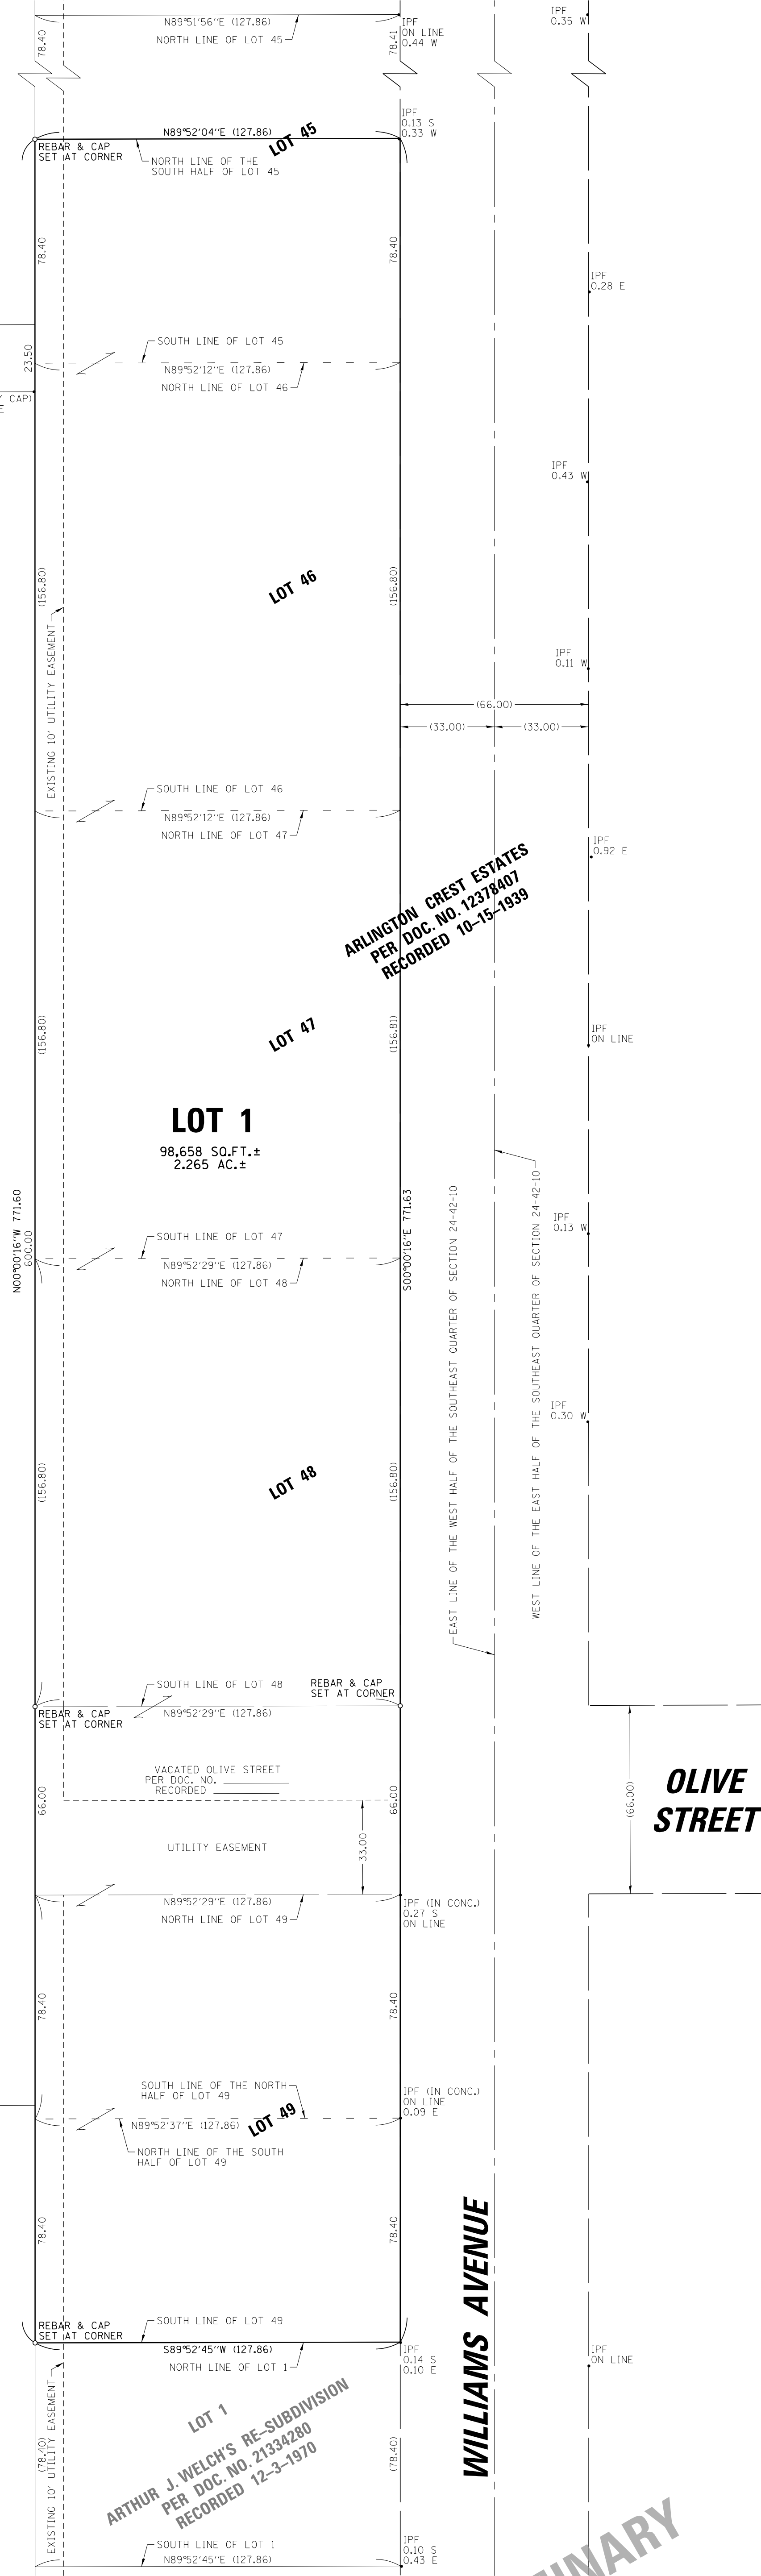 N89°51'56"E (127.86)
NORTH LINE OF LOT 45
78.40
78.41
IPF
ON LINE
0.44 W
IPF
0.35 W
IPF
0.13 S
0.33 W
N89°52'04"E (127.86)
LOT 45
REBAR & CAP
SET AT CORNER
NORTH LINE OF THE
SOUTH HALF OF LOT 45
78.40
78.40
IPF
0.28 E
23.50
SOUTH LINE OF LOT 45
N89°52'12"E (127.86)
NORTH LINE OF LOT 46
CAP)
E
IPF
0.43 W
LOT 46
(156.80)
(156.80)
EXISTING 10' UTILITY EASEMENT
IPF
0.11 W
(66.00)
(33.00)
(33.00)
SOUTH LINE OF LOT 46
N89°52'12"E (127.86)
NORTH LINE OF LOT 47
IPF
0.92 E
ARLINGTON CREST ESTATES
PER DOC. NO. 12378407
RECORDED 10-15-1939
LOT 47
(156.80)
(156.81)
IPF
ON LINE
LOT 1
98,658 SQ.FT.±
2.265 AC.±
N00°00'16"W 771.60
600.00
S00°00'16"E 771.63
SOUTH LINE OF LOT 47
N89°52'29"E (127.86)
NORTH LINE OF LOT 48
EAST LINE OF THE WEST HALF OF THE SOUTHEAST QUARTER OF SECTION 24-42-10
WEST LINE OF THE EAST HALF OF THE SOUTHEAST QUARTER OF SECTION 24-42-10
IPF
0.13 W
IPF
0.30 W
LOT 48
(156.80)
(156.80)
SOUTH LINE OF LOT 48
N89°52'29"E (127.86)
REBAR & CAP
SET AT CORNER
REBAR & CAP
SET AT CORNER
VACATED OLIVE STREET
PER DOC. NO.
RECORDED
66.00
66.00
33.00
UTILITY EASEMENT
(66.00)
OLIVE
STREET
N89°52'29"E (127.86)
NORTH LINE OF LOT 49
IPF (IN CONC.)
0.27 S
ON LINE
78.40
78.40
SOUTH LINE OF THE NORTH
HALF OF LOT 49
N89°52'37"E (127.86)
LOT 49
NORTH LINE OF THE SOUTH
HALF OF LOT 49
IPF (IN CONC.)
ON LINE
0.09 E
78.40
78.40
WILLIAMS AVENUE
REBAR & CAP
SET AT CORNER
SOUTH LINE OF LOT 49
S89°52'45"W (127.86)
NORTH LINE OF LOT 1
IPF
0.14 S
0.10 E
IPF
ON LINE
LOT 1
ARTHUR J. WELCH'S RE-SUBDIVISION
PER DOC. NO. 21334280
RECORDED 12-3-1970
(78.40)
(78.40)
EXISTING 10' UTILITY EASEMENT
SOUTH LINE OF LOT 1
N89°52'45"E (127.86)
IPF
0.10 S
0.43 E
INARY